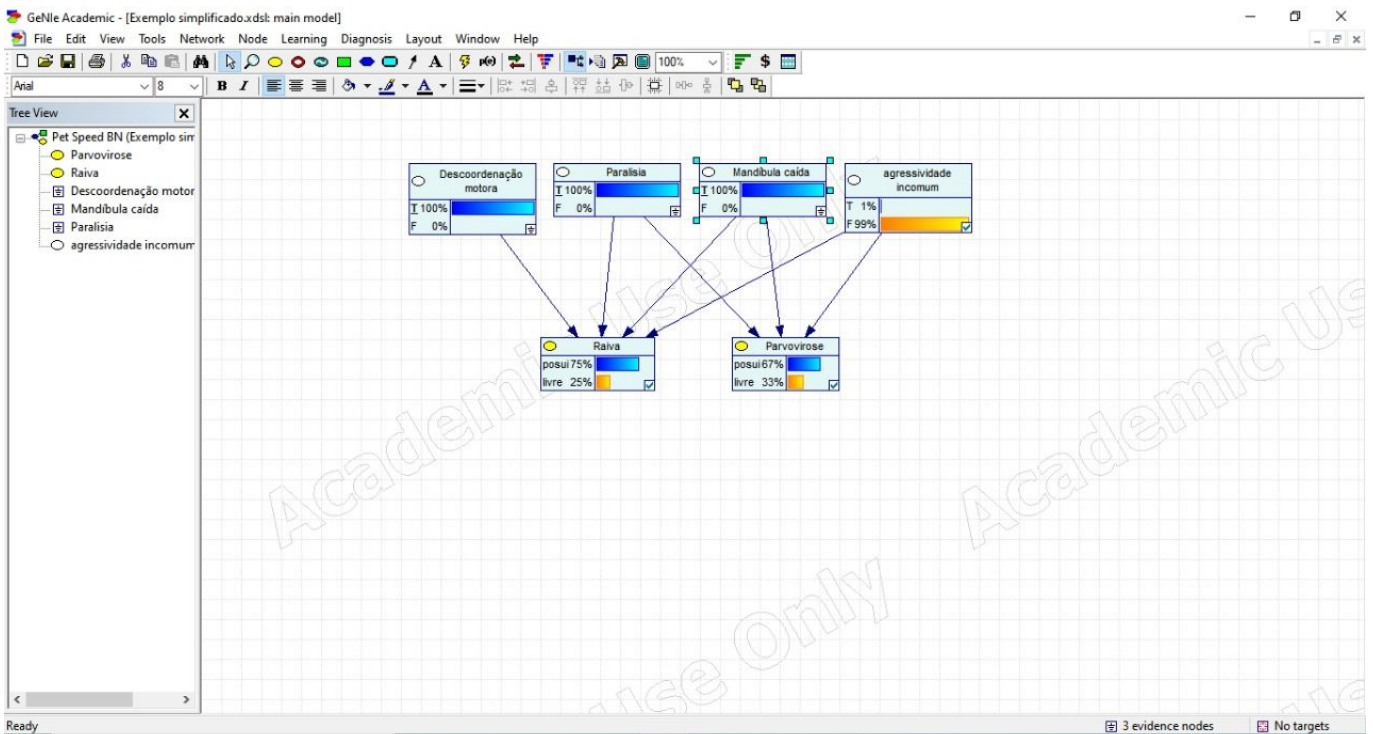 GeNIe Academic - [Exemplo simplificado.xdsl: main model]
File Edit View Tools Network Node Learning Diagnosis Layout Window Help
100%
Arial 8 B I A
Tree View
Pet Speed BN (Exemplo sim
Parvovirose
Raiva
Descoordenação motor
Mandíbula caída
Paralisia
agressividade incomum
Descoordenação
motora
T 100%
F 0%
Paralisia
T 100%
F 0%
Mandíbula caída
T 100%
F 0%
agressividade
incomum
T 1%
F 99%
Raiva
posui 75%
livre 25%
Parvovirose
posui 67%
livre 33%
Academic Use Only
Academic Us
Use Only
Ready
3 evidence nodes
No targets